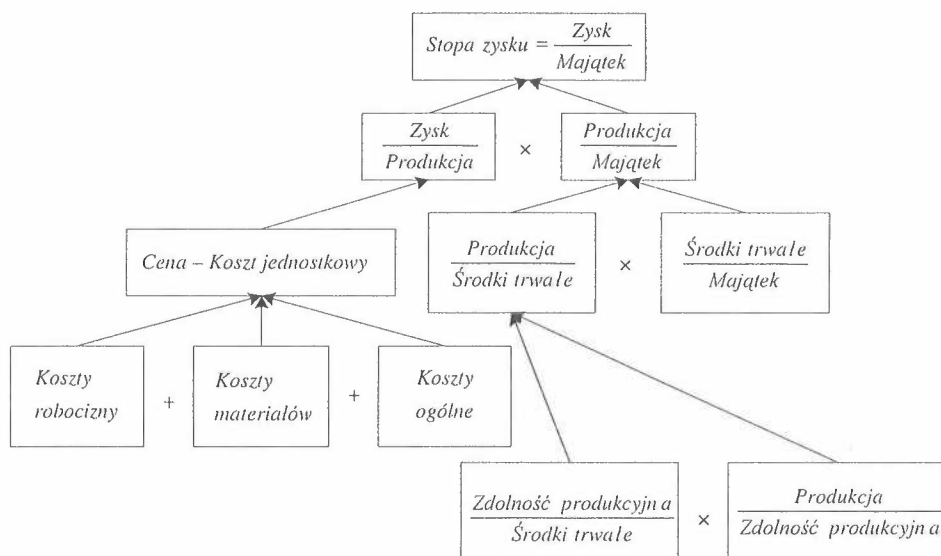 Stopa zysku = Zysk / Majątek
Zysk / Produkcja × Produkcja / Majątek
Cena – Koszt jednostkowy
Produkcja / Środki trwałe × Środki trwałe / Majątek
Koszty robocizny + Koszty materiałów + Koszty ogólne
Zdolność produkcyjna / Środki trwałe × Produkcja / Zdolność produkcyjna